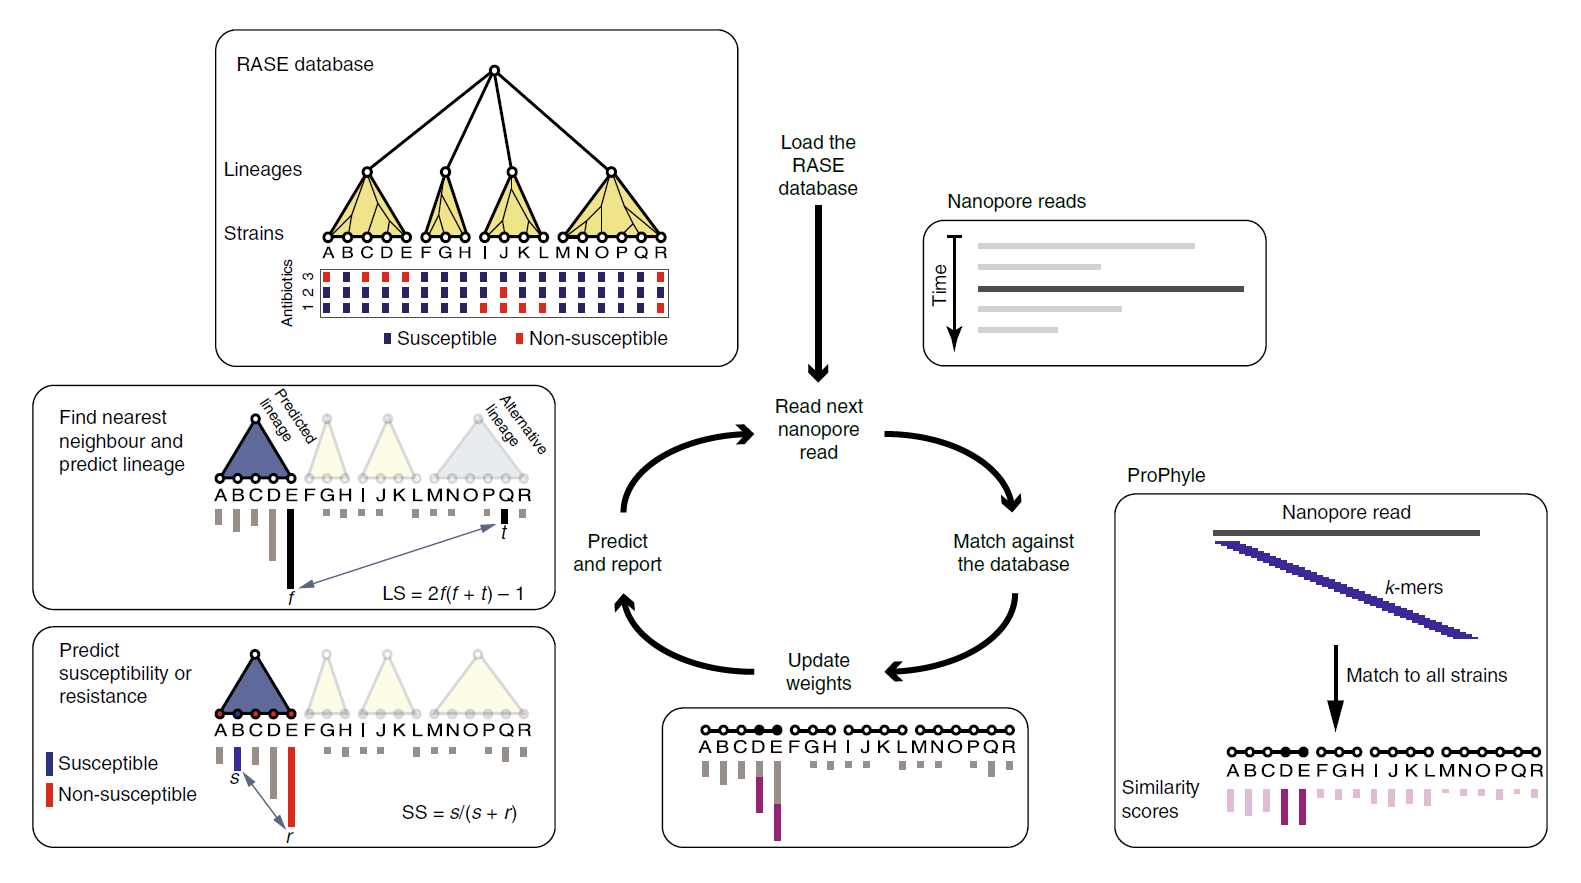 RASE database
Lineages
Strains
A B C D E F G H I J K L M N O P Q R
Antibiotics
1 2 3
Susceptible Non-susceptible
Load the
RASE
database
Nanopore reads
Time
Read next
nanopore
read
Match against
the database
Update
weights
Predict
and report
ProPhyle
Nanopore read
k-mers
Match to all strains
A B C D E F G H I J K L M N O P Q R
Similarity
scores
A B C D E F G H I J K L M N O P Q R
Find nearest
neighbour and
predict lineage
Predicted
lineage
Alternative
lineage
A B C D E F G H I J K L M N O P Q R
t
f
LS = 2f(f + t) – 1
Predict
susceptibility or
resistance
A B C D E F G H I J K L M N O P Q R
Susceptible
Non-susceptible
s
r
SS = s/(s + r)